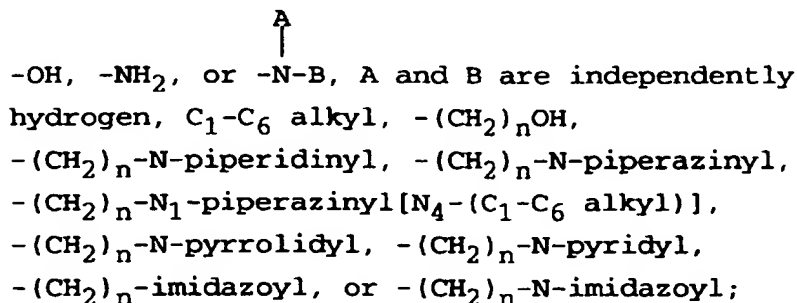 A
-OH, -NH2, or -N-B, A and B are independently
hydrogen, C1-C6 alkyl, -(CH2)nOH,
-(CH2)n-N-piperidinyl, -(CH2)n-N-piperazinyl,
-(CH2)n-N1-piperazinyl[N4-(C1-C6 alkyl)],
-(CH2)n-N-pyrrolidyl, -(CH2)n-N-pyridyl,
-(CH2)n-imidazoyl, or -(CH2)n-N-imidazoyl;